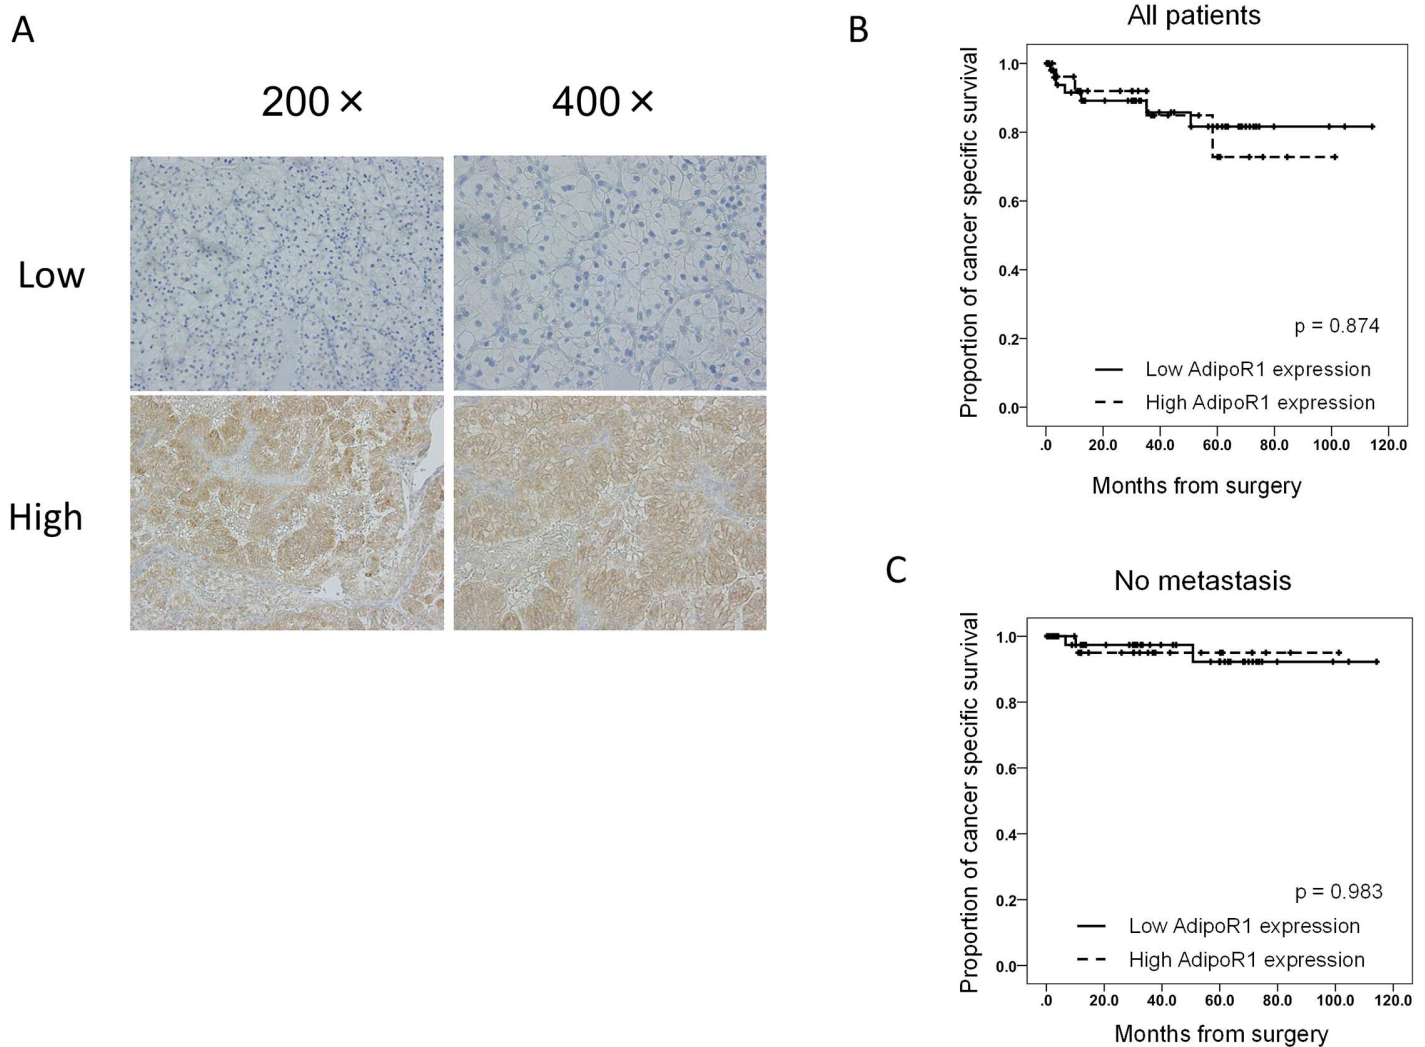 A
200 ×
400 ×
Low
High
B
All patients
Proportion of cancer specific survival
1.0
0.8
0.6
0.4
0.2
0.0
p = 0.874
Low AdipoR1 expression
High AdipoR1 expression
.0 20.0 40.0 60.0 80.0 100.0 120.0
Months from surgery
C
No metastasis
Proportion of cancer specific survival
1.0
0.8
0.6
0.4
0.2
0.0
p = 0.983
Low AdipoR1 expression
High AdipoR1 expression
.0 20.0 40.0 60.0 80.0 100.0 120.0
Months from surgery